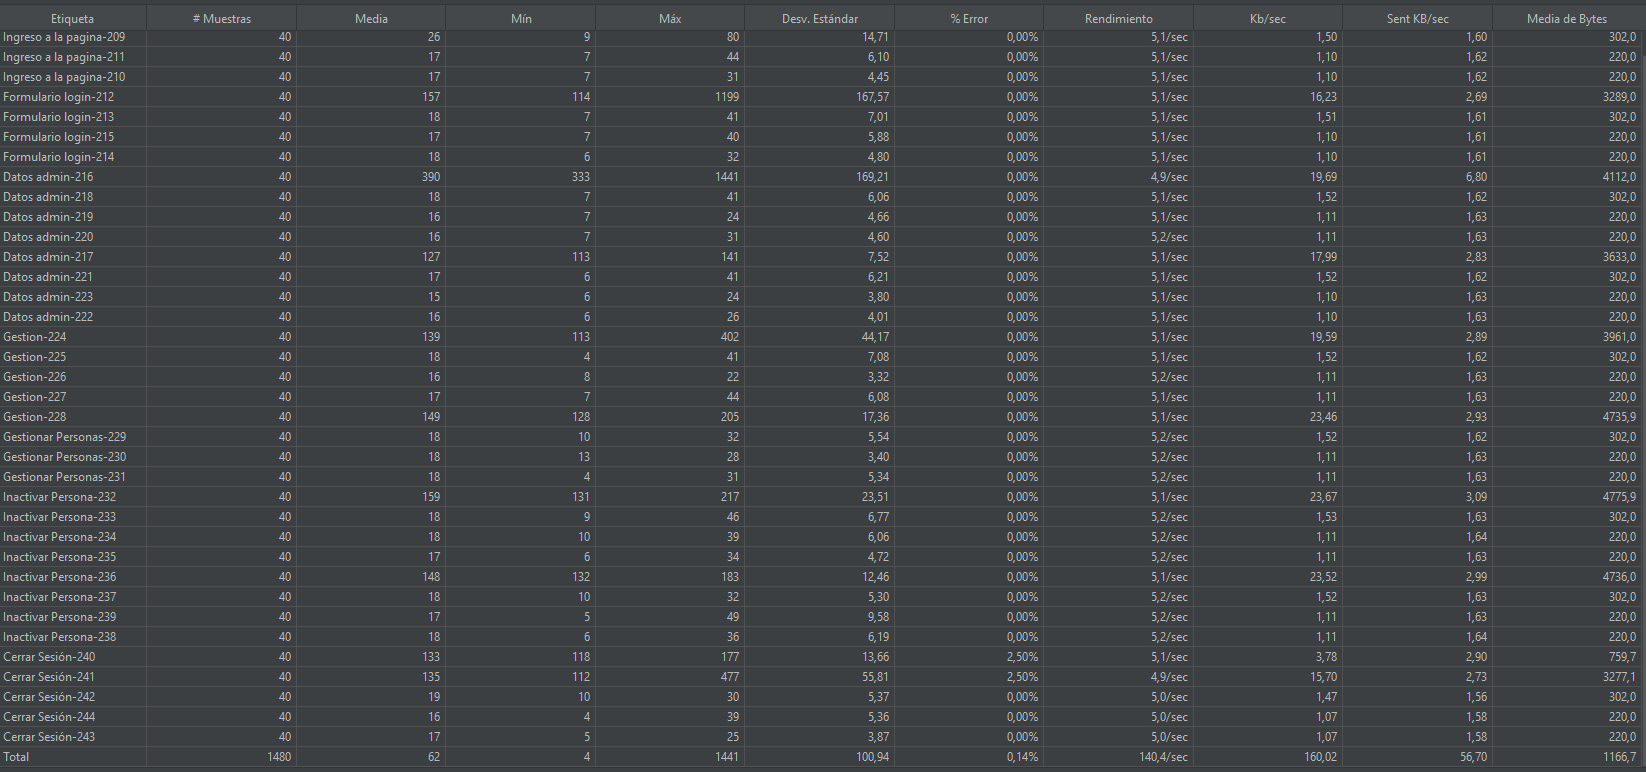 Etiqueta # Muestras Media Mín Máx Desv. Estándar % Error Rendimiento Kb/sec Sent KB/sec Media de Bytes
Ingreso a la pagina-209 40 26 9 80 14,71 0,00% 5,1/sec 1,50 1,60 302,0
Ingreso a la pagina-211 40 17 7 44 6,10 0,00% 5,1/sec 1,10 1,62 220,0
Ingreso a la pagina-210 40 17 7 31 4,45 0,00% 5,1/sec 1,10 1,62 220,0
Formulario login-212 40 157 114 1199 167,57 0,00% 5,1/sec 16,23 2,69 3289,0
Formulario login-213 40 18 7 41 7,01 0,00% 5,1/sec 1,51 1,61 302,0
Formulario login-215 40 17 7 40 5,88 0,00% 5,1/sec 1,10 1,61 220,0
Formulario login-214 40 18 6 32 4,80 0,00% 5,1/sec 1,10 1,61 220,0
Datos admin-216 40 390 333 1441 169,21 0,00% 4,9/sec 19,69 6,80 4112,0
Datos admin-218 40 18 7 41 6,06 0,00% 5,1/sec 1,52 1,62 302,0
Datos admin-219 40 16 7 24 4,66 0,00% 5,1/sec 1,11 1,63 220,0
Datos admin-220 40 16 7 31 4,60 0,00% 5,2/sec 1,11 1,63 220,0
Datos admin-217 40 127 113 141 7,52 0,00% 5,1/sec 17,99 2,83 3633,0
Datos admin-221 40 17 6 41 6,21 0,00% 5,1/sec 1,52 1,62 302,0
Datos admin-223 40 15 6 24 3,80 0,00% 5,1/sec 1,10 1,63 220,0
Datos admin-222 40 16 6 26 4,01 0,00% 5,1/sec 1,10 1,63 220,0
Gestion-224 40 139 113 402 44,17 0,00% 5,1/sec 19,59 2,89 3961,0
Gestion-225 40 18 4 41 7,08 0,00% 5,1/sec 1,52 1,62 302,0
Gestion-226 40 16 8 22 3,32 0,00% 5,2/sec 1,11 1,63 220,0
Gestion-227 40 17 7 44 6,08 0,00% 5,1/sec 1,11 1,63 220,0
Gestion-228 40 149 128 205 17,36 0,00% 5,1/sec 23,46 2,93 4735,9
Gestionar Personas-229 40 18 10 32 5,54 0,00% 5,2/sec 1,52 1,62 302,0
Gestionar Personas-230 40 18 13 28 3,40 0,00% 5,2/sec 1,11 1,63 220,0
Gestionar Personas-231 40 18 4 31 5,34 0,00% 5,2/sec 1,11 1,63 220,0
Inactivar Persona-232 40 159 131 217 23,51 0,00% 5,1/sec 23,67 3,09 4775,9
Inactivar Persona-233 40 18 9 46 6,77 0,00% 5,2/sec 1,53 1,63 302,0
Inactivar Persona-234 40 18 10 39 6,06 0,00% 5,2/sec 1,11 1,64 220,0
Inactivar Persona-235 40 17 6 34 4,72 0,00% 5,2/sec 1,11 1,63 220,0
Inactivar Persona-236 40 148 132 183 12,46 0,00% 5,1/sec 23,52 2,99 4736,0
Inactivar Persona-237 40 18 10 32 5,30 0,00% 5,2/sec 1,52 1,63 302,0
Inactivar Persona-239 40 17 5 49 9,58 0,00% 5,2/sec 1,11 1,63 220,0
Inactivar Persona-238 40 18 6 36 6,19 0,00% 5,2/sec 1,11 1,64 220,0
Cerrar Sesión-240 40 133 118 177 13,66 2,50% 5,1/sec 3,78 2,90 759,7
Cerrar Sesión-241 40 135 112 477 55,81 2,50% 4,9/sec 15,70 2,73 3277,1
Cerrar Sesión-242 40 19 10 30 5,37 0,00% 5,0/sec 1,47 1,56 302,0
Cerrar Sesión-244 40 16 4 39 5,36 0,00% 5,0/sec 1,07 1,58 220,0
Cerrar Sesión-243 40 17 5 25 3,87 0,00% 5,0/sec 1,07 1,58 220,0
Total 1480 62 4 1441 100,94 0,14% 140,4/sec 160,02 56,70 1166,7